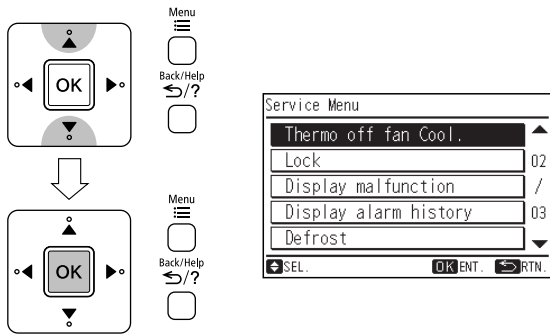 Menu
OK
Back/Help
/?
Menu
OK
Back/Help
/?
Service Menu
Thermo off fan Cool.
Lock
02
Display malfunction
/
Display alarm history
03
Defrost
SEL.
OK ENT.
RTN.